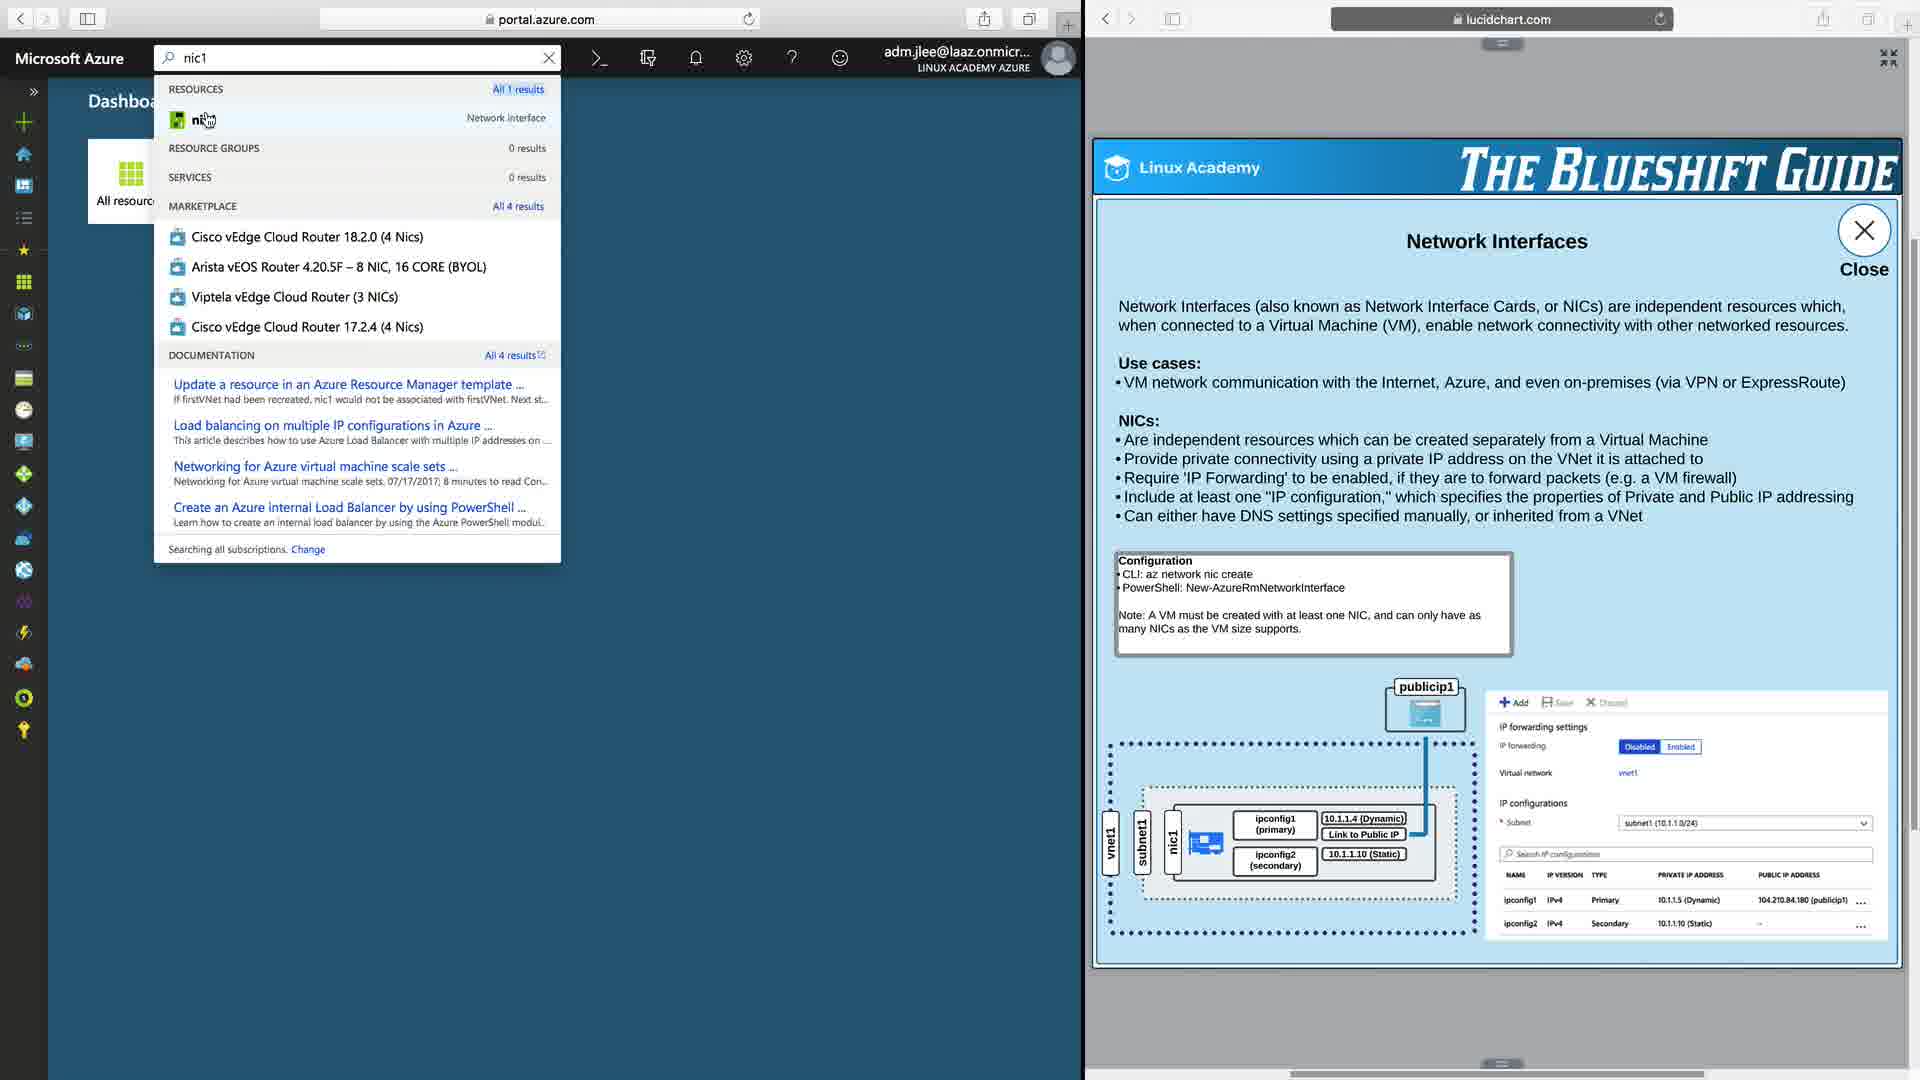 portal.azure.com
Microsoft Azure
nic1
adm.jlee@laaz.onmicr...
LINUX ACADEMY AZURE
Dashboa
All resourc
RESOURCES
All 1 results
Network interface
RESOURCE GROUPS
0 results
SERVICES
0 results
MARKETPLACE
All 4 results
Cisco vEdge Cloud Router 18.2.0 (4 Nics)
Arista vEOS Router 4.20.5F – 8 NIC, 16 CORE (BYOL)
Viptela vEdge Cloud Router (3 NICs)
Cisco vEdge Cloud Router 17.2.4 (4 Nics)
DOCUMENTATION
All 4 results
Update a resource in an Azure Resource Manager template ...
If firstVNet had been recreated, nic1 would not be associated with firstVNet. Next st...
Load balancing on multiple IP configurations in Azure ...
This article describes how to use Azure Load Balancer with multiple IP addresses on ...
Networking for Azure virtual machine scale sets ...
Networking for Azure virtual machine scale sets. 07/17/2017; 8 minutes to read Con...
Create an Azure internal Load Balancer by using PowerShell ...
Learn how to create an internal load balancer by using the Azure PowerShell modul...
Searching all subscriptions. Change
lucidchart.com
Linux Academy
THE BLUESHIFT GUIDE
Network Interfaces
Close
Network Interfaces (also known as Network Interface Cards, or NICs) are independent resources which,
when connected to a Virtual Machine (VM), enable network connectivity with other networked resources.
Use cases:
• VM network communication with the Internet, Azure, and even on-premises (via VPN or ExpressRoute)
NICs:
• Are independent resources which can be created separately from a Virtual Machine
• Provide private connectivity using a private IP address on the VNet it is attached to
• Require 'IP Forwarding' to be enabled, if they are to forward packets (e.g. a VM firewall)
• Include at least one "IP configuration," which specifies the properties of Private and Public IP addressing
• Can either have DNS settings specified manually, or inherited from a VNet
Configuration
• CLI: az network nic create
• PowerShell: New-AzureRmNetworkInterface
Note: A VM must be created with at least one NIC, and can only have as
many NICs as the VM size supports.
publicip1
vnet1
subnet1
nic1
ipconfig1
(primary)
10.1.1.4 (Dynamic)
Link to Public IP
ipconfig2
(secondary)
10.1.1.10 (Static)
Add Save Discard
IP forwarding settings
IP forwarding Disabled Enabled
Virtual network vnet1
IP configurations
* Subnet subnet1 (10.1.1.0/24)
Search IP configurations
NAME IP VERSION TYPE PRIVATE IP ADDRESS PUBLIC IP ADDRESS
ipconfig1 IPv4 Primary 10.1.1.5 (Dynamic) 104.210.84.180 (publicip1) ...
ipconfig2 IPv4 Secondary 10.1.1.10 (Static) - ...